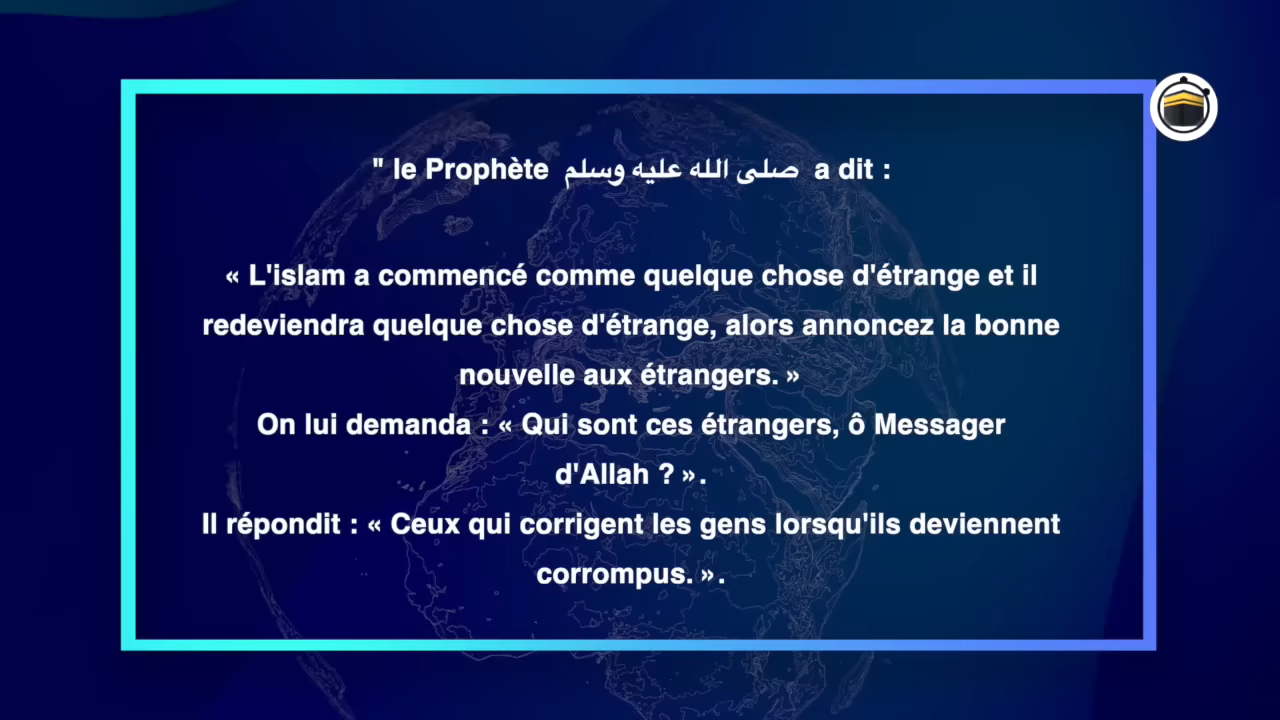 " le Prophète صلى الله عليه وسلم a dit :
« L'islam a commencé comme quelque chose d'étrange et il
redeviendra quelque chose d'étrange, alors annoncez la bonne
nouvelle aux étrangers. »
On lui demanda : « Qui sont ces étrangers, ô Messager
d'Allah ? ».
Il répondit : « Ceux qui corrigent les gens lorsqu'ils deviennent
corrompus. ».